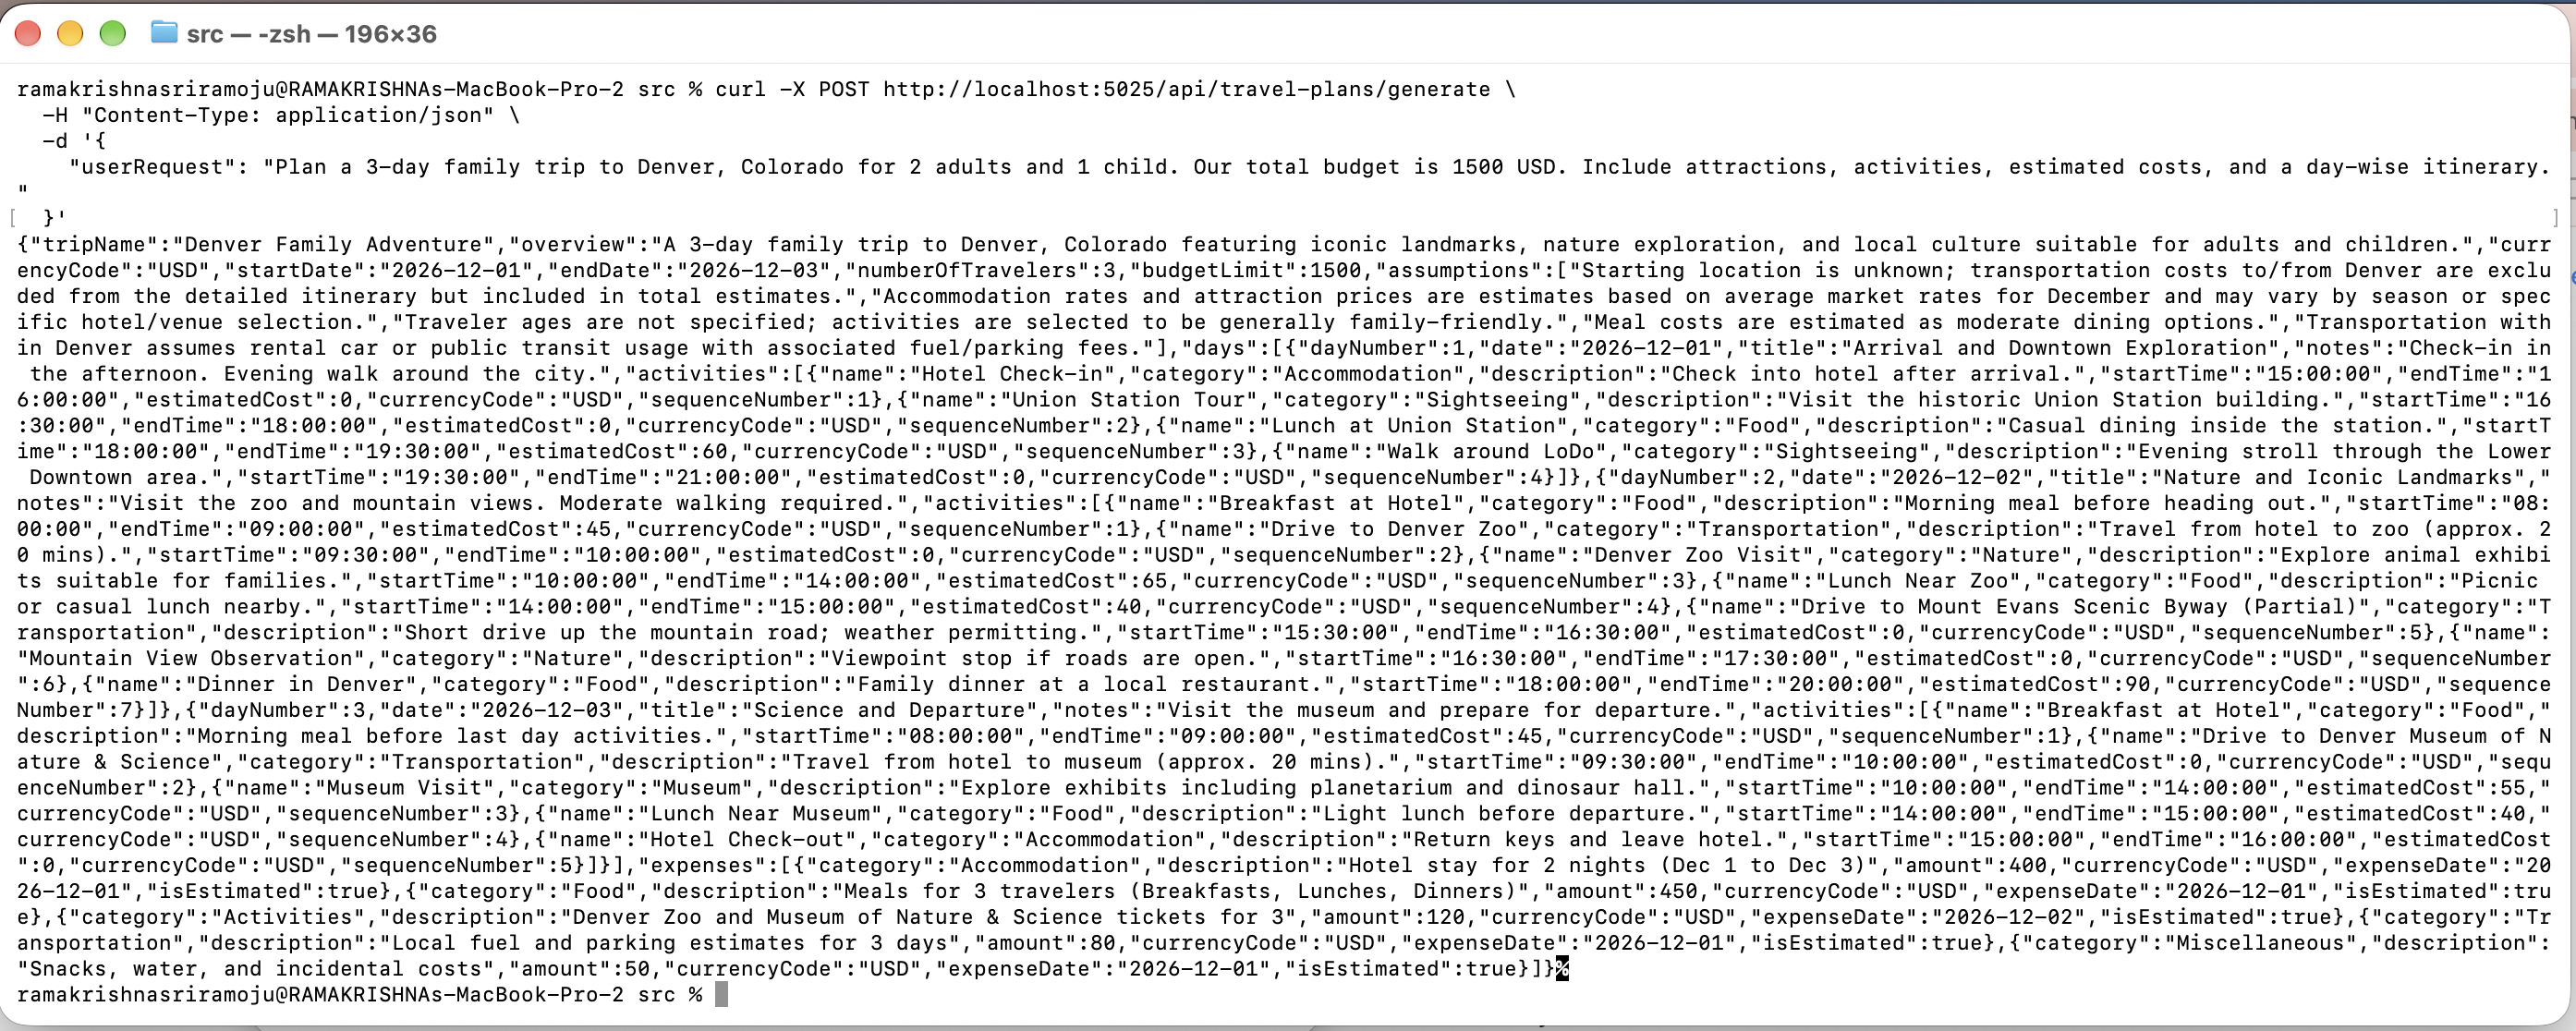 src — -zsh — 196×36
ramakrishnasriramoju@RAMAKRISHNAs-MacBook-Pro-2 src % curl -X POST http://localhost:5025/api/travel-plans/generate \
  -H "Content-Type: application/json" \
  -d '{
    "userRequest": "Plan a 3-day family trip to Denver, Colorado for 2 adults and 1 child. Our total budget is 1500 USD. Include attractions, activities, estimated costs, and a day-wise itinerary.
"
[  }' ]
{"tripName":"Denver Family Adventure","overview":"A 3-day family trip to Denver, Colorado featuring iconic landmarks, nature exploration, and local culture suitable for adults and children.","curr
encyCode":"USD","startDate":"2026-12-01","endDate":"2026-12-03","numberOfTravelers":3,"budgetLimit":1500,"assumptions":["Starting location is unknown; transportation costs to/from Denver are exclu
ded from the detailed itinerary but included in total estimates.","Accommodation rates and attraction prices are estimates based on average market rates for December and may vary by season or spec
ific hotel/venue selection.","Traveler ages are not specified; activities are selected to be generally family-friendly.","Meal costs are estimated as moderate dining options.","Transportation with
in Denver assumes rental car or public transit usage with associated fuel/parking fees."],"days":[{"dayNumber":1,"date":"2026-12-01","title":"Arrival and Downtown Exploration","notes":"Check-in in
 the afternoon. Evening walk around the city.","activities":[{"name":"Hotel Check-in","category":"Accommodation","description":"Check into hotel after arrival.","startTime":"15:00:00","endTime":"1
6:00:00","estimatedCost":0,"currencyCode":"USD","sequenceNumber":1},{"name":"Union Station Tour","category":"Sightseeing","description":"Visit the historic Union Station building.","startTime":"16
:30:00","endTime":"18:00:00","estimatedCost":0,"currencyCode":"USD","sequenceNumber":2},{"name":"Lunch at Union Station","category":"Food","description":"Casual dining inside the station.","startT
ime":"18:00:00","endTime":"19:30:00","estimatedCost":60,"currencyCode":"USD","sequenceNumber":3},{"name":"Walk around LoDo","category":"Sightseeing","description":"Evening stroll through the Lower
 Downtown area.","startTime":"19:30:00","endTime":"21:00:00","estimatedCost":0,"currencyCode":"USD","sequenceNumber":4}]},{"dayNumber":2,"date":"2026-12-02","title":"Nature and Iconic Landmarks","
notes":"Visit the zoo and mountain views. Moderate walking required.","activities":[{"name":"Breakfast at Hotel","category":"Food","description":"Morning meal before heading out.","startTime":"08:
00:00","endTime":"09:00:00","estimatedCost":45,"currencyCode":"USD","sequenceNumber":1},{"name":"Drive to Denver Zoo","category":"Transportation","description":"Travel from hotel to zoo (approx. 2
0 mins).","startTime":"09:30:00","endTime":"10:00:00","estimatedCost":0,"currencyCode":"USD","sequenceNumber":2},{"name":"Denver Zoo Visit","category":"Nature","description":"Explore animal exhibi
ts suitable for families.","startTime":"10:00:00","endTime":"14:00:00","estimatedCost":65,"currencyCode":"USD","sequenceNumber":3},{"name":"Lunch Near Zoo","category":"Food","description":"Picnic 
or casual lunch nearby.","startTime":"14:00:00","endTime":"15:00:00","estimatedCost":40,"currencyCode":"USD","sequenceNumber":4},{"name":"Drive to Mount Evans Scenic Byway (Partial)","category":"T
ransportation","description":"Short drive up the mountain road; weather permitting.","startTime":"15:30:00","endTime":"16:30:00","estimatedCost":0,"currencyCode":"USD","sequenceNumber":5},{"name":
"Mountain View Observation","category":"Nature","description":"Viewpoint stop if roads are open.","startTime":"16:30:00","endTime":"17:30:00","estimatedCost":0,"currencyCode":"USD","sequenceNumber
":6},{"name":"Dinner in Denver","category":"Food","description":"Family dinner at a local restaurant.","startTime":"18:00:00","endTime":"20:00:00","estimatedCost":90,"currencyCode":"USD","sequence
Number":7}]},{"dayNumber":3,"date":"2026-12-03","title":"Science and Departure","notes":"Visit the museum and prepare for departure.","activities":[{"name":"Breakfast at Hotel","category":"Food","
description":"Morning meal before last day activities.","startTime":"08:00:00","endTime":"09:00:00","estimatedCost":45,"currencyCode":"USD","sequenceNumber":1},{"name":"Drive to Denver Museum of N
ature & Science","category":"Transportation","description":"Travel from hotel to museum (approx. 20 mins).","startTime":"09:30:00","endTime":"10:00:00","estimatedCost":0,"currencyCode":"USD","sequ
enceNumber":2},{"name":"Museum Visit","category":"Museum","description":"Explore exhibits including planetarium and dinosaur hall.","startTime":"10:00:00","endTime":"14:00:00","estimatedCost":55,"
currencyCode":"USD","sequenceNumber":3},{"name":"Lunch Near Museum","category":"Food","description":"Light lunch before departure.","startTime":"14:00:00","endTime":"15:00:00","estimatedCost":40,"
currencyCode":"USD","sequenceNumber":4},{"name":"Hotel Check-out","category":"Accommodation","description":"Return keys and leave hotel.","startTime":"15:00:00","endTime":"16:00:00","estimatedCost
":0,"currencyCode":"USD","sequenceNumber":5}]}],"expenses":[{"category":"Accommodation","description":"Hotel stay for 2 nights (Dec 1 to Dec 3)","amount":400,"currencyCode":"USD","expenseDate":"20
26-12-01","isEstimated":true},{"category":"Food","description":"Meals for 3 travelers (Breakfasts, Lunches, Dinners)","amount":450,"currencyCode":"USD","expenseDate":"2026-12-01","isEstimated":tru
e},{"category":"Activities","description":"Denver Zoo and Museum of Nature & Science tickets for 3","amount":120,"currencyCode":"USD","expenseDate":"2026-12-02","isEstimated":true},{"category":"Tr
ansportation","description":"Local fuel and parking estimates for 3 days","amount":80,"currencyCode":"USD","expenseDate":"2026-12-01","isEstimated":true},{"category":"Miscellaneous","description":
"Snacks, water, and incidental costs","amount":50,"currencyCode":"USD","expenseDate":"2026-12-01","isEstimated":true}]}%
ramakrishnasriramoju@RAMAKRISHNAs-MacBook-Pro-2 src %